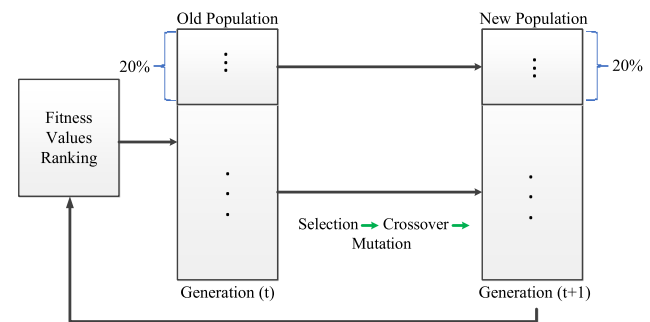 Old Population
New Population
20%
20%
Fitness
Values
Ranking
Selection Crossover
Mutation
Generation (t)
Generation (t+1)